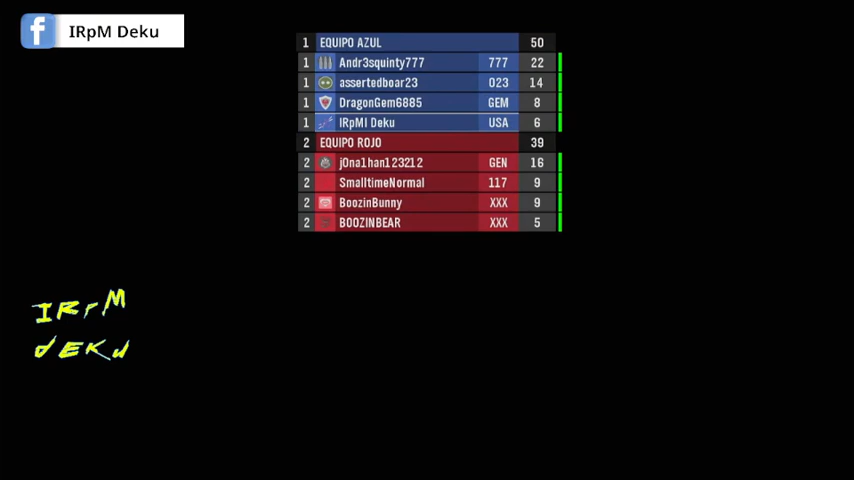 f IRpM Deku
1 EQUIPO AZUL 50
1 Andr3squinty777 777 22
1 assertedboar23 023 14
1 DragonGem6885 GEM 8
1 IRpMI Deku USA 6
2 EQUIPO ROJO 39
2 j0na1han123212 GEN 16
2 SmalltimeNormal 117 9
2 BoozinBunny XXX 9
2 BOOZINBEAR XXX 5
IRpM
dEKu